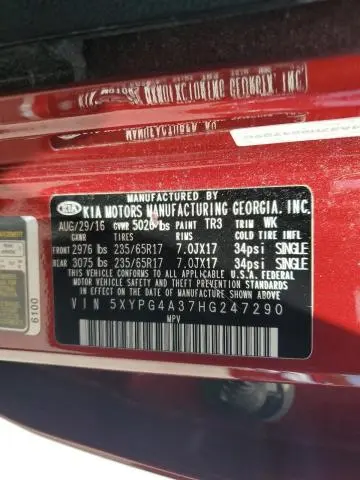 MANUFACTURED BY
KIA KIA MOTORS MANUFACTURING GEORGIA, INC.
AUG/29/16 GVWR 5026 lbs PAINT TR3 TRIM WK
GAWR TIRES RIMS COLD TIRE INFL.
FRONT 2976 lbs 235/65R17 7.0JX17 34psi SINGLE
REAR 3075 lbs 235/65R17 7.0JX17 34psi SINGLE
THIS VEHICLE CONFORMS TO ALL APPLICABLE U.S.A. FEDERAL
MOTOR VEHICLE SAFETY
AND THEFT PREVENTION STANDARDS IN
EFFECT ON THE DATE OF MANUFACTURE SHOWN ABOVE.
VIN 5XYPG4A37HG247290
MPV
6100